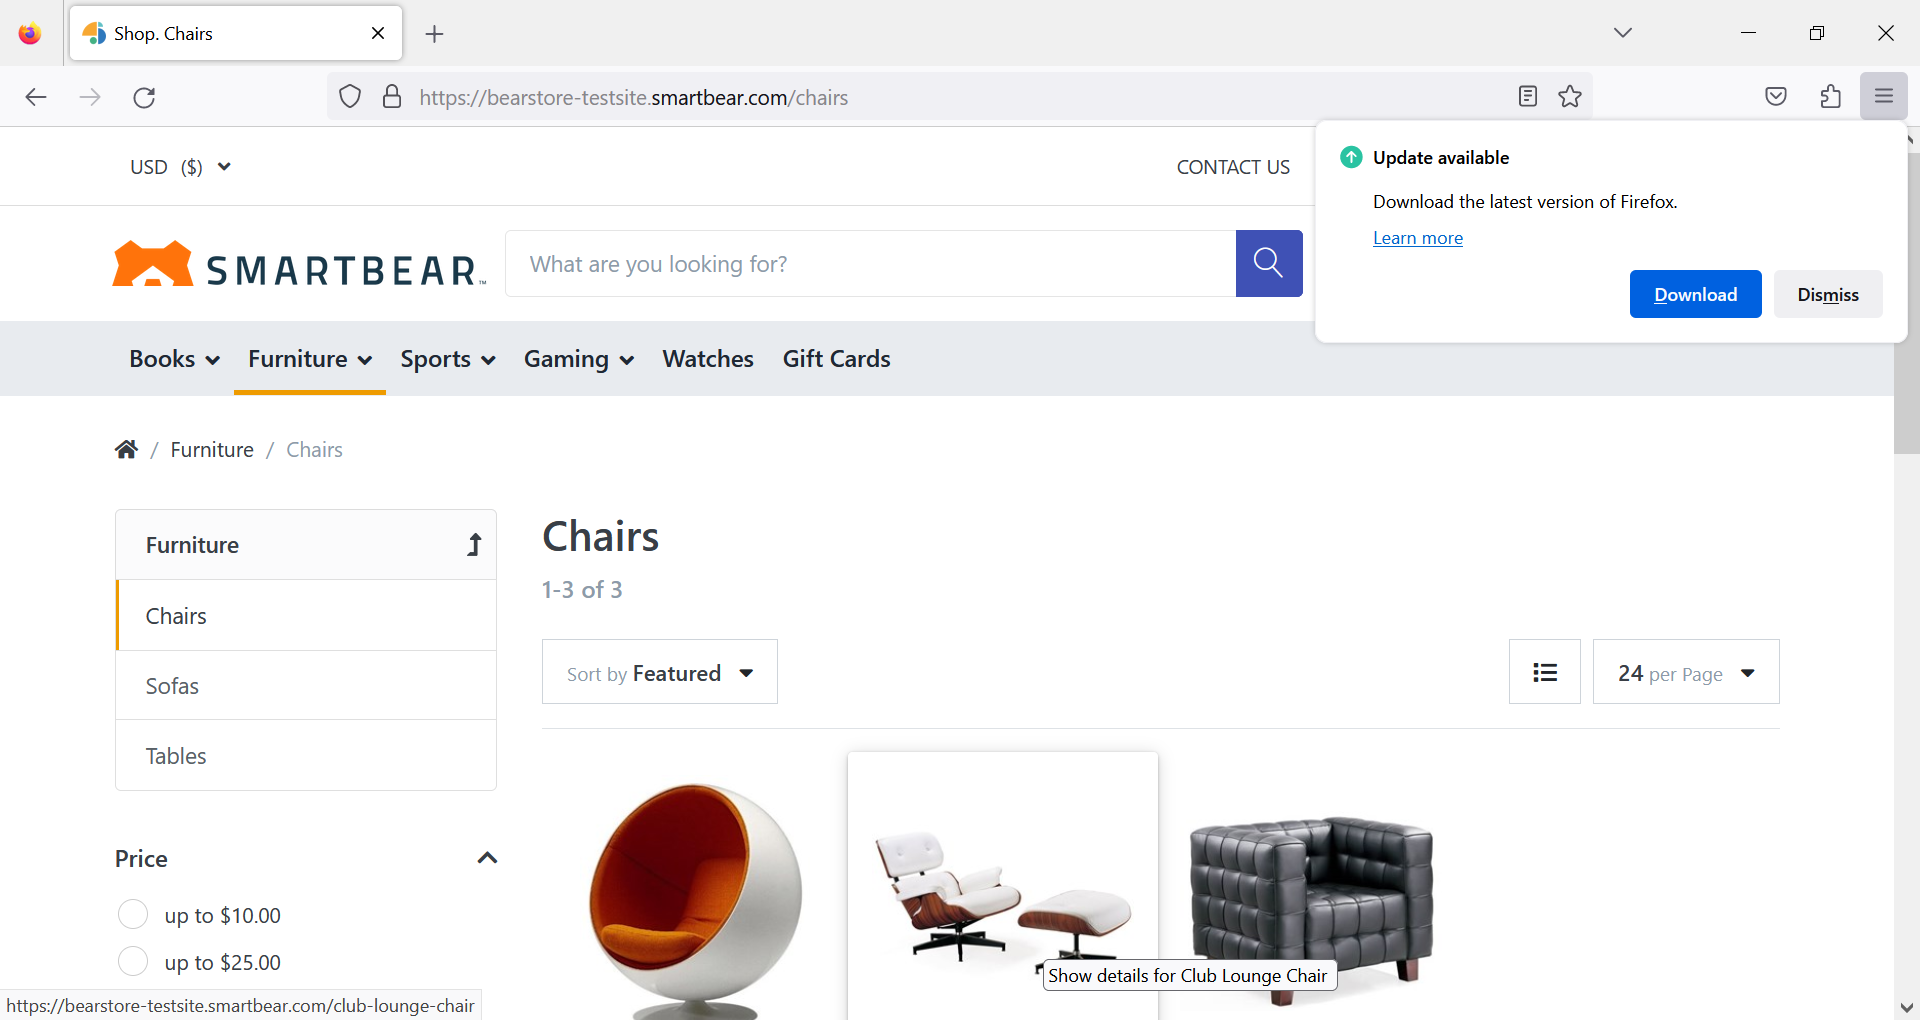 Shop. Chairs
https://bearstore-testsite.smartbear.com/chairs
Update available
Download the latest version of Firefox.
Learn more
Download
Dismiss
USD ($)
CONTACT US
SMARTBEAR™
What are you looking for?
Books
Furniture
Sports
Gaming
Watches
Gift Cards
/ Furniture / Chairs
Furniture
Chairs
Sofas
Tables
Price
up to $10.00
up to $25.00
Chairs
1-3 of 3
Sort by Featured
24 per Page
Show details for Club Lounge Chair
https://bearstore-testsite.smartbear.com/club-lounge-chair